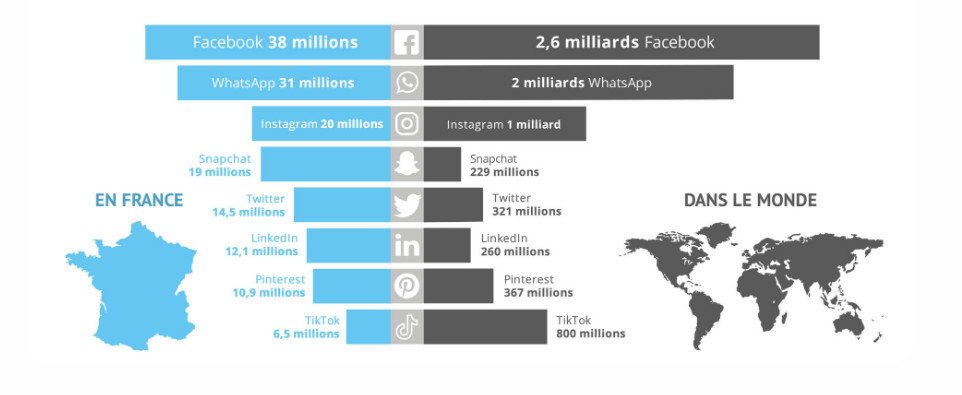 Facebook 38 millions
2,6 milliards Facebook
WhatsApp 31 millions
2 milliards WhatsApp
Instagram 20 millions
Instagram 1 milliard
Snapchat
19 millions
Snapchat
229 millions
EN FRANCE
Twitter
14,5 millions
Twitter
321 millions
DANS LE MONDE
LinkedIn
12,1 millions
LinkedIn
260 millions
Pinterest
10,9 millions
Pinterest
367 millions
TikTok
6,5 millions
TikTok
800 millions